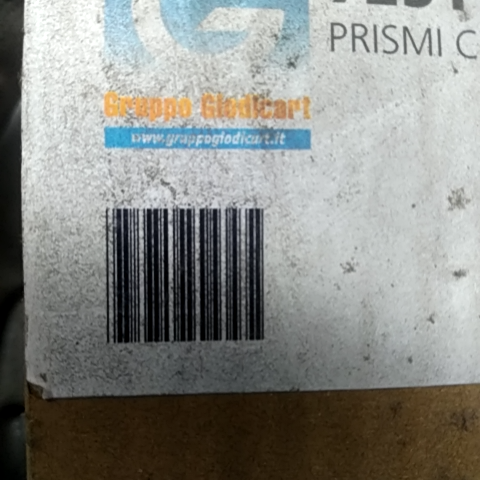 PRISMI C
Gruppo Giodicart
www.gruppogiodicart.it